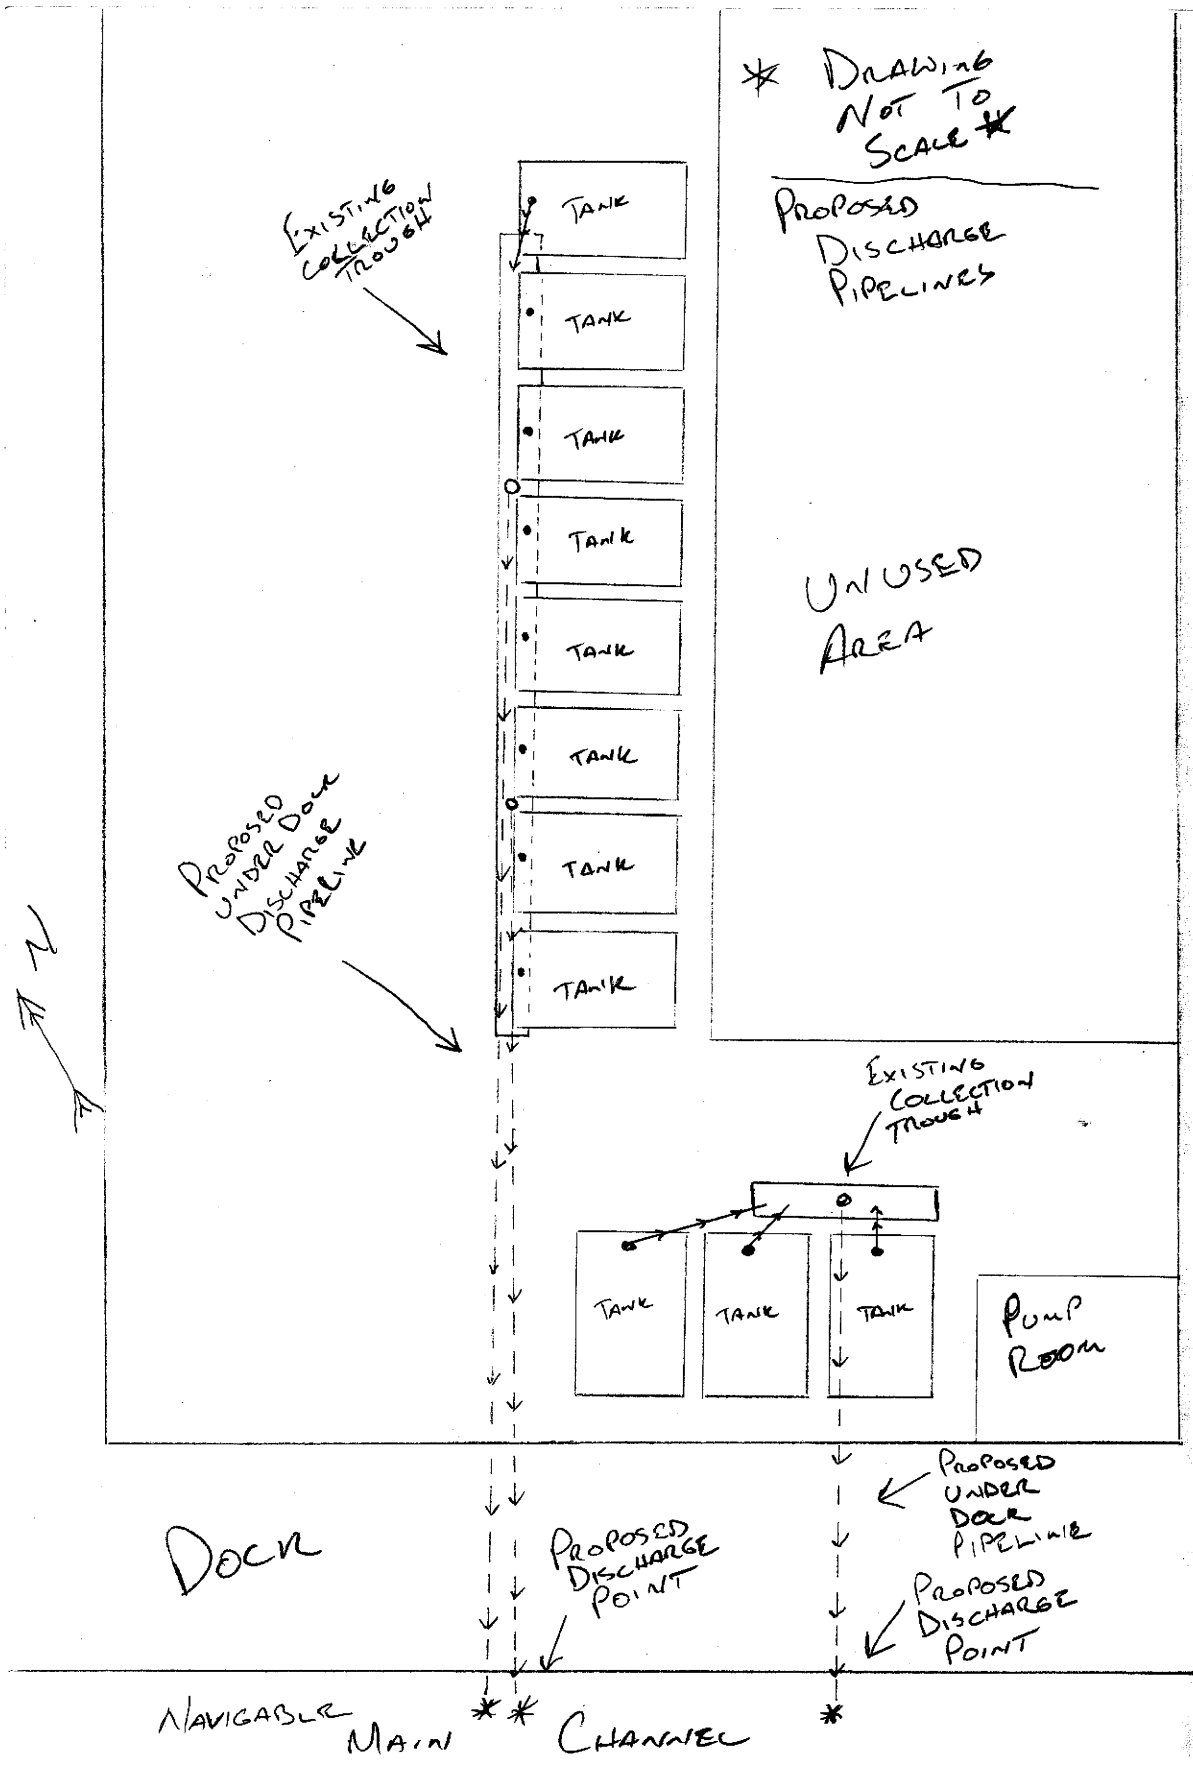 * DRAWING
NOT TO
SCALE *
PROPOSED
DISCHARGE
PIPELINES
EXISTING
COLLECTION
TROUGH
TANK
TANK
TANK
TANK
TANK
TANK
TANK
TANK
UNUSED
AREA
PROPOSED
UNDER DOCK
DISCHARGE
PIPELINE
N
EXISTING
COLLECTION
TROUGH
TANK
TANK
TANK
PUMP
ROOM
PROPOSED
UNDER
DOCK
PIPELINE
DOCK
PROPOSED
DISCHARGE
POINT
PROPOSED
DISCHARGE
POINT
NAVIGABLE
MAIN * * CHANNEL *